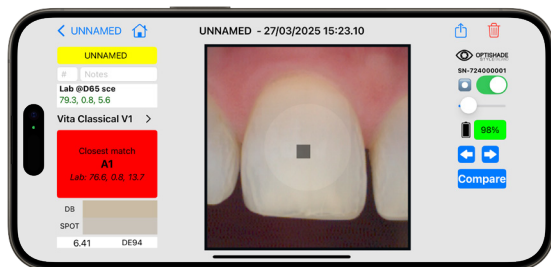 UNNAMED
UNNAMED - 27/03/2025 15:23.10
UNNAMED
# Notes
Lab @D65 sce
79.3, 0.8, 5.6
Vita Classical V1
Closest match
A1
Lab: 76.6, 0.8, 13.7
DB
SPOT
6.41 DE94
OPTISHADE
STYLEITALIANO
SN-724000001
98%
Compare